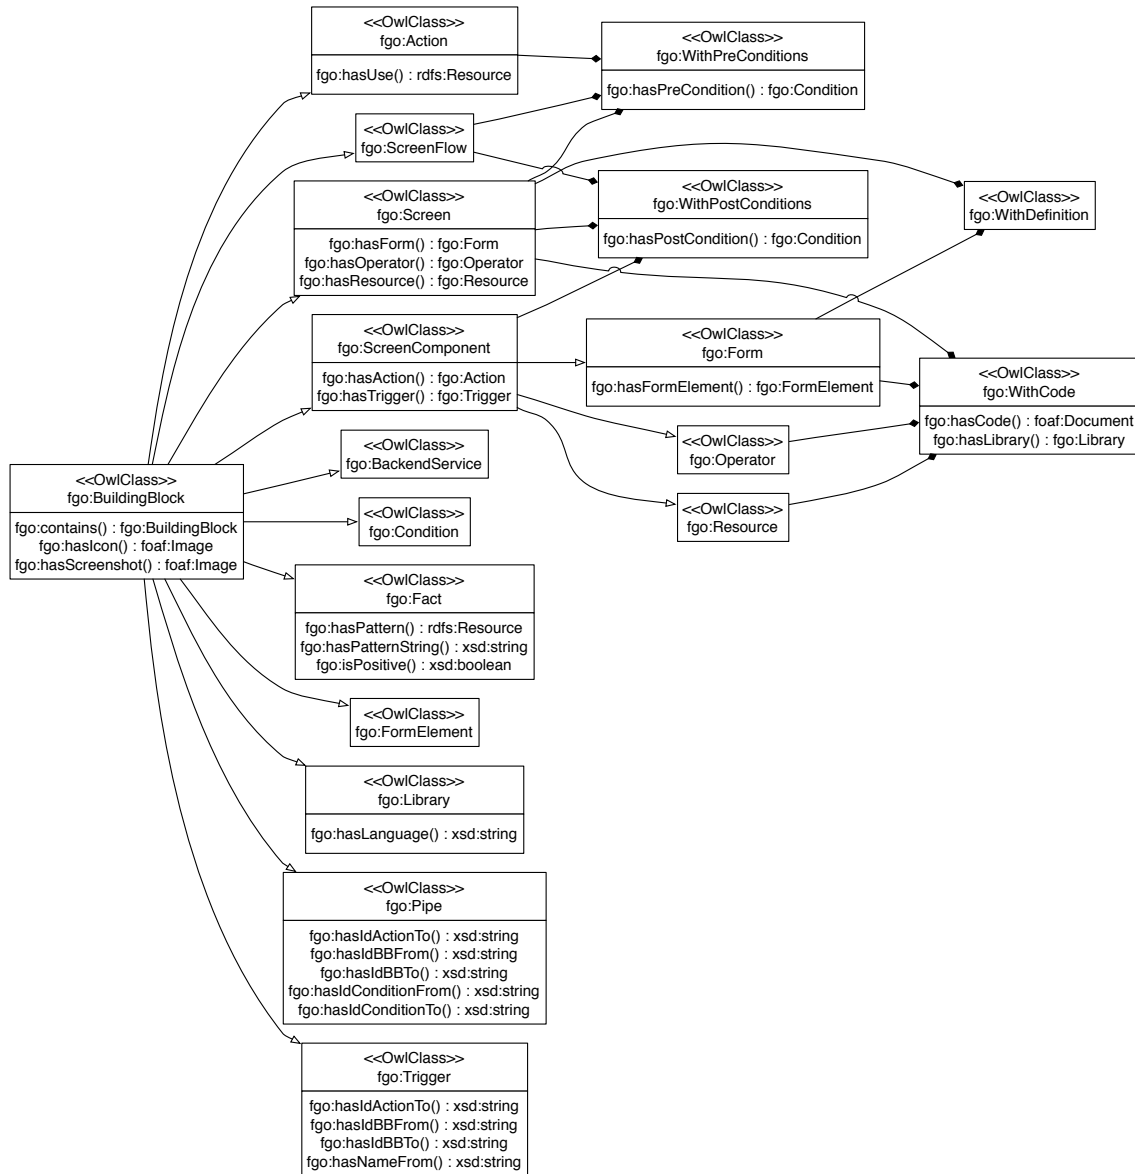 <<OwlClass>>
fgo:Action
fgo:hasUse() : rdfs:Resource
<<OwlClass>>
fgo:WithPreConditions
fgo:hasPreCondition() : fgo:Condition
<<OwlClass>>
fgo:ScreenFlow
<<OwlClass>>
fgo:Screen
fgo:hasForm() : fgo:Form
fgo:hasOperator() : fgo:Operator
fgo:hasResource() : fgo:Resource
<<OwlClass>>
fgo:WithPostConditions
fgo:hasPostCondition() : fgo:Condition
<<OwlClass>>
fgo:WithDefinition
<<OwlClass>>
fgo:ScreenComponent
fgo:hasAction() : fgo:Action
fgo:hasTrigger() : fgo:Trigger
<<OwlClass>>
fgo:Form
fgo:hasFormElement() : fgo:FormElement
<<OwlClass>>
fgo:WithCode
fgo:hasCode() : foaf:Document
fgo:hasLibrary() : fgo:Library
<<OwlClass>>
fgo:BackendService
<<OwlClass>>
fgo:Operator
<<OwlClass>>
fgo:BuildingBlock
fgo:contains() : fgo:BuildingBlock
fgo:hasIcon() : foaf:Image
fgo:hasScreenshot() : foaf:Image
<<OwlClass>>
fgo:Condition
<<OwlClass>>
fgo:Resource
<<OwlClass>>
fgo:Fact
fgo:hasPattern() : rdfs:Resource
fgo:hasPatternString() : xsd:string
fgo:isPositive() : xsd:boolean
<<OwlClass>>
fgo:FormElement
<<OwlClass>>
fgo:Library
fgo:hasLanguage() : xsd:string
<<OwlClass>>
fgo:Pipe
fgo:hasIdActionTo() : xsd:string
fgo:hasIdBBFrom() : xsd:string
fgo:hasIdBBTo() : xsd:string
fgo:hasIdConditionFrom() : xsd:string
fgo:hasIdConditionTo() : xsd:string
<<OwlClass>>
fgo:Trigger
fgo:hasIdActionTo() : xsd:string
fgo:hasIdBBFrom() : xsd:string
fgo:hasIdBBTo() : xsd:string
fgo:hasNameFrom() : xsd:string